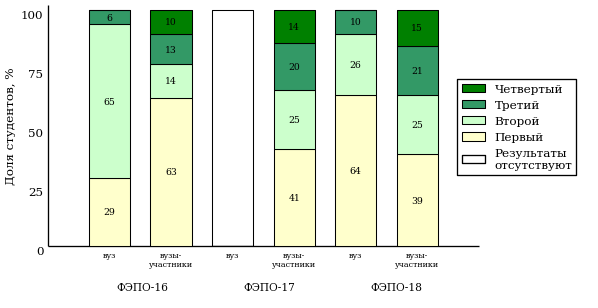 100
75
50
25
0
Доля студентов, %
6
65
29
10
13
14
63
14
20
25
41
10
26
64
15
21
25
39
вуз
вузы-
участники
вуз
вузы-
участники
вуз
вузы-
участники
ФЭПО-16
ФЭПО-17
ФЭПО-18
Четвертый
Третий
Второй
Первый
Результаты
отсутствуют